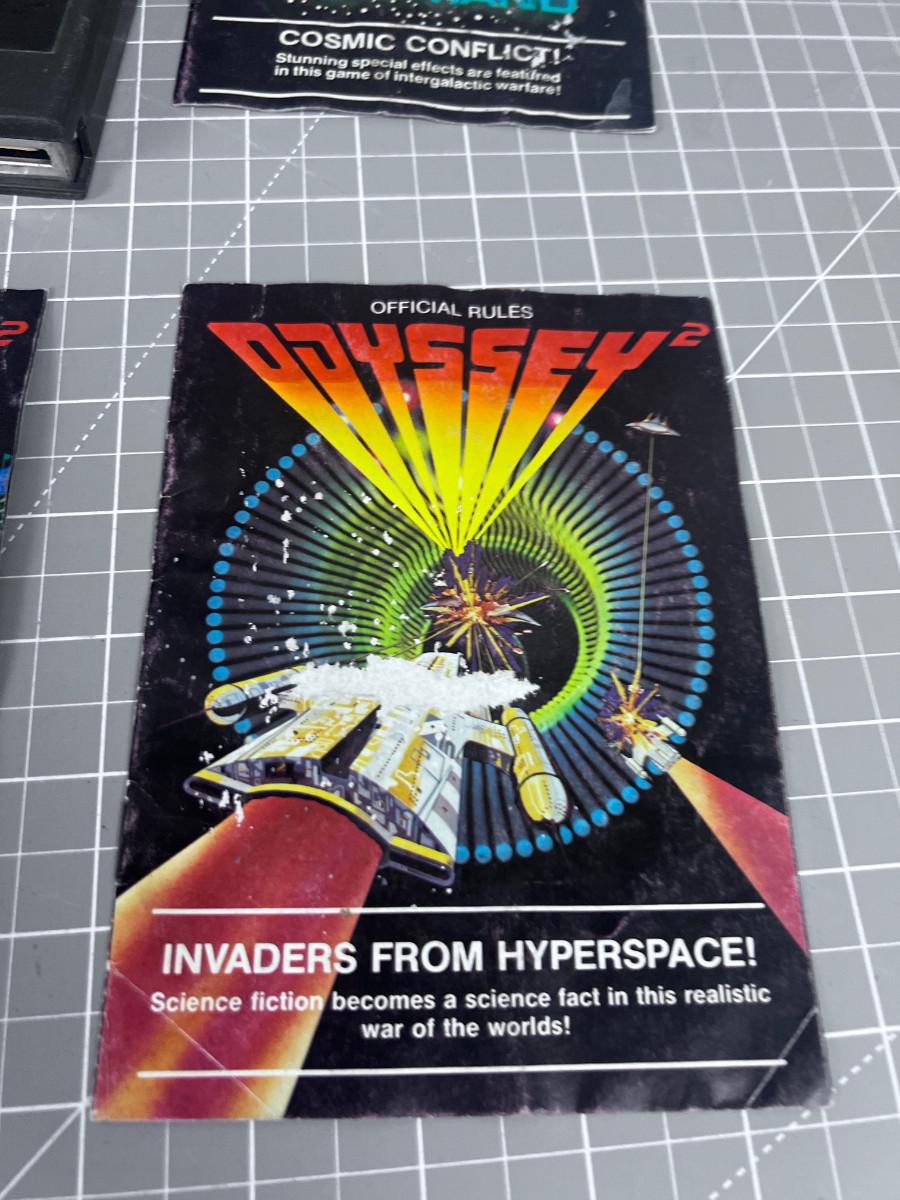 COSMIC CONFLICT!
Stunning special effects are featured
in this game of intergalactic warfare!
OFFICIAL RULES
ODYSSEY²
INVADERS FROM HYPERSPACE!
Science fiction becomes a science fact in this realistic
war of the worlds!
2